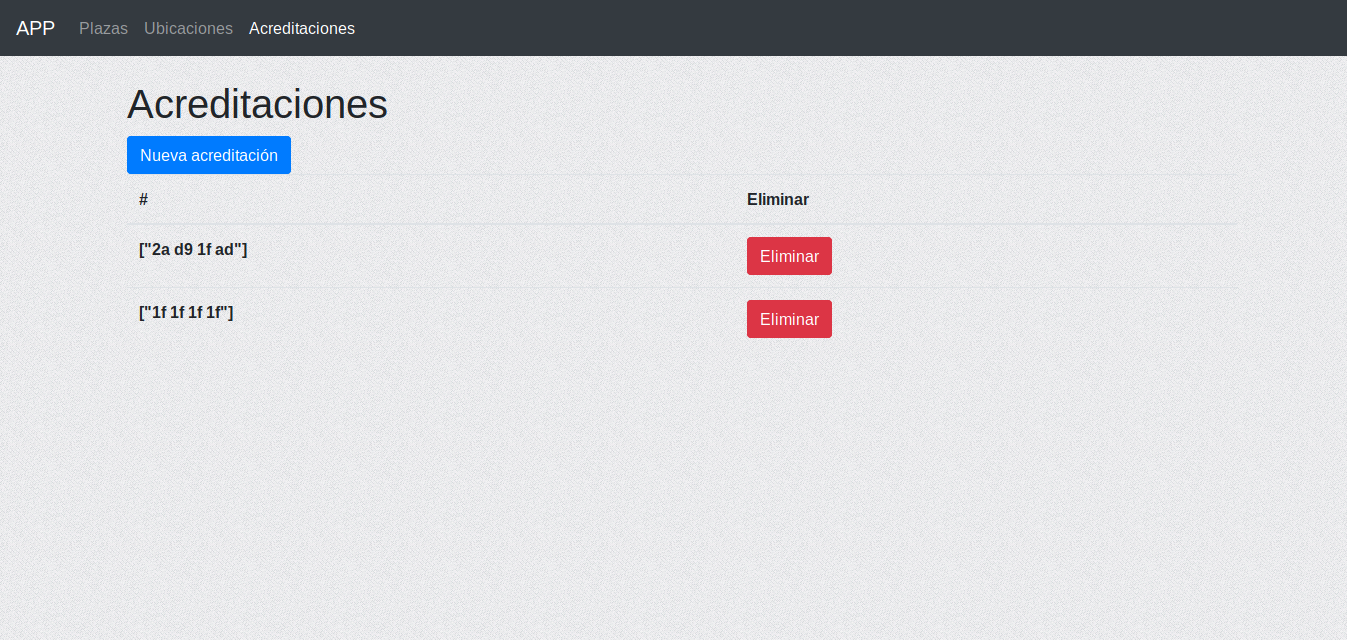 APP Plazas Ubicaciones Acreditaciones
Acreditaciones
Nueva acreditación
# Eliminar
["2a d9 1f ad"] Eliminar
["1f 1f 1f 1f"] Eliminar